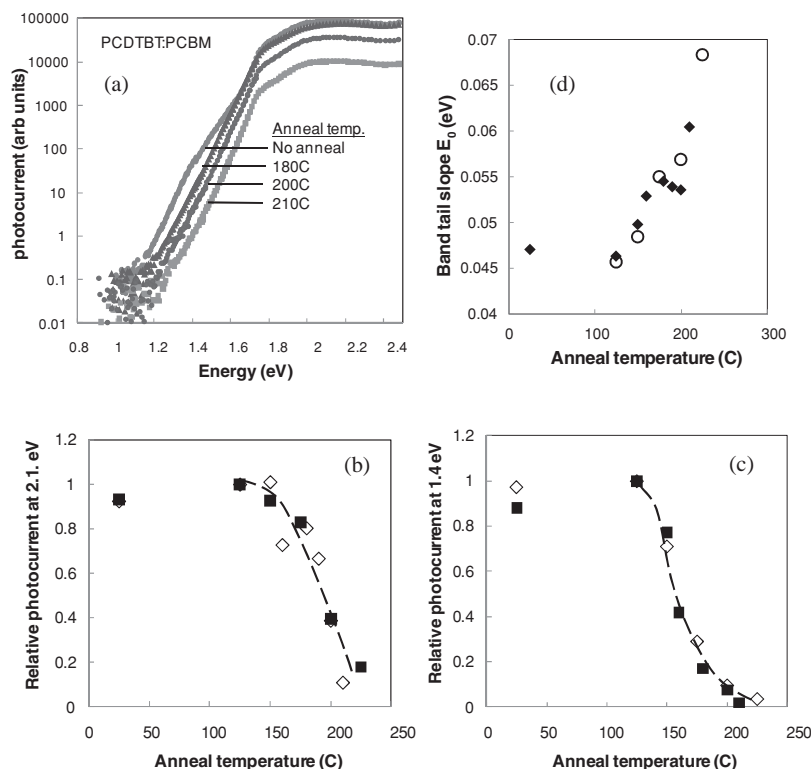 100000
10000
1000
100
10
1
0.1
0.01
photocurrent (arb units)
PCDTBT:PCBM
(a)
Anneal temp.
No anneal
180C
200C
210C
0.8 1 1.2 1.4 1.6 1.8 2 2.2 2.4
Energy (eV)
0.07
0.065
0.06
0.055
0.05
0.045
0.04
Band tail slope E0 (eV)
(d)
0 100 200 300
Anneal temperature (C)
1.2
1
0.8
0.6
0.4
0.2
0
Relative photocurrent at 2.1. eV
(b)
0 50 100 150 200 250
Anneal temperature (C)
1.2
1
0.8
0.6
0.4
0.2
0
Relative photocurrent at 1.4 eV
(c)
0 50 100 150 200 250
Anneal temperature (C)